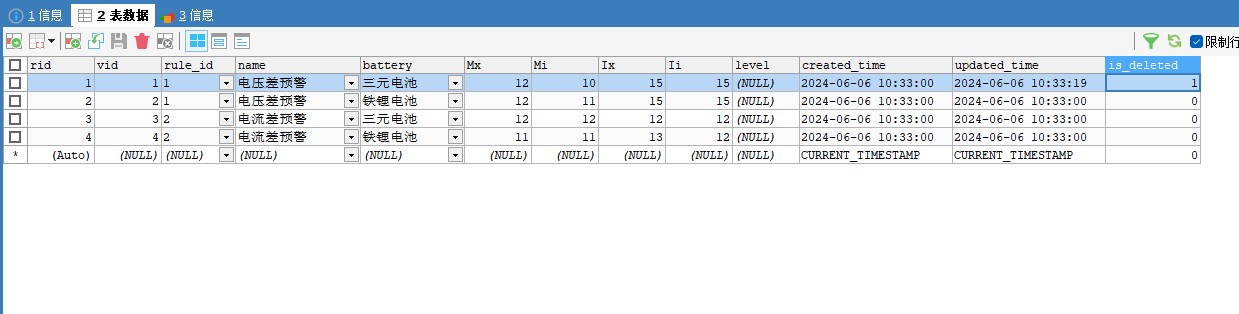 1 信息 2 表数据 3 信息
限制行
rid vid rule_id name battery Mx Mi Ix Ii level created_time updated_time is_deleted
1 1 1 电压差预警 三元电池 12 10 15 15 (NULL) 2024-06-06 10:33:00 2024-06-06 10:33:19 1
2 2 1 电压差预警 铁锂电池 12 11 15 15 (NULL) 2024-06-06 10:33:00 2024-06-06 10:33:00 0
3 3 2 电流差预警 三元电池 12 12 12 12 (NULL) 2024-06-06 10:33:00 2024-06-06 10:33:00 0
4 4 2 电流差预警 铁锂电池 11 11 13 12 (NULL) 2024-06-06 10:33:00 2024-06-06 10:33:00 0
* (Auto) (NULL) (NULL) (NULL) (NULL) (NULL) (NULL) (NULL) (NULL) (NULL) CURRENT_TIMESTAMP CURRENT_TIMESTAMP 0